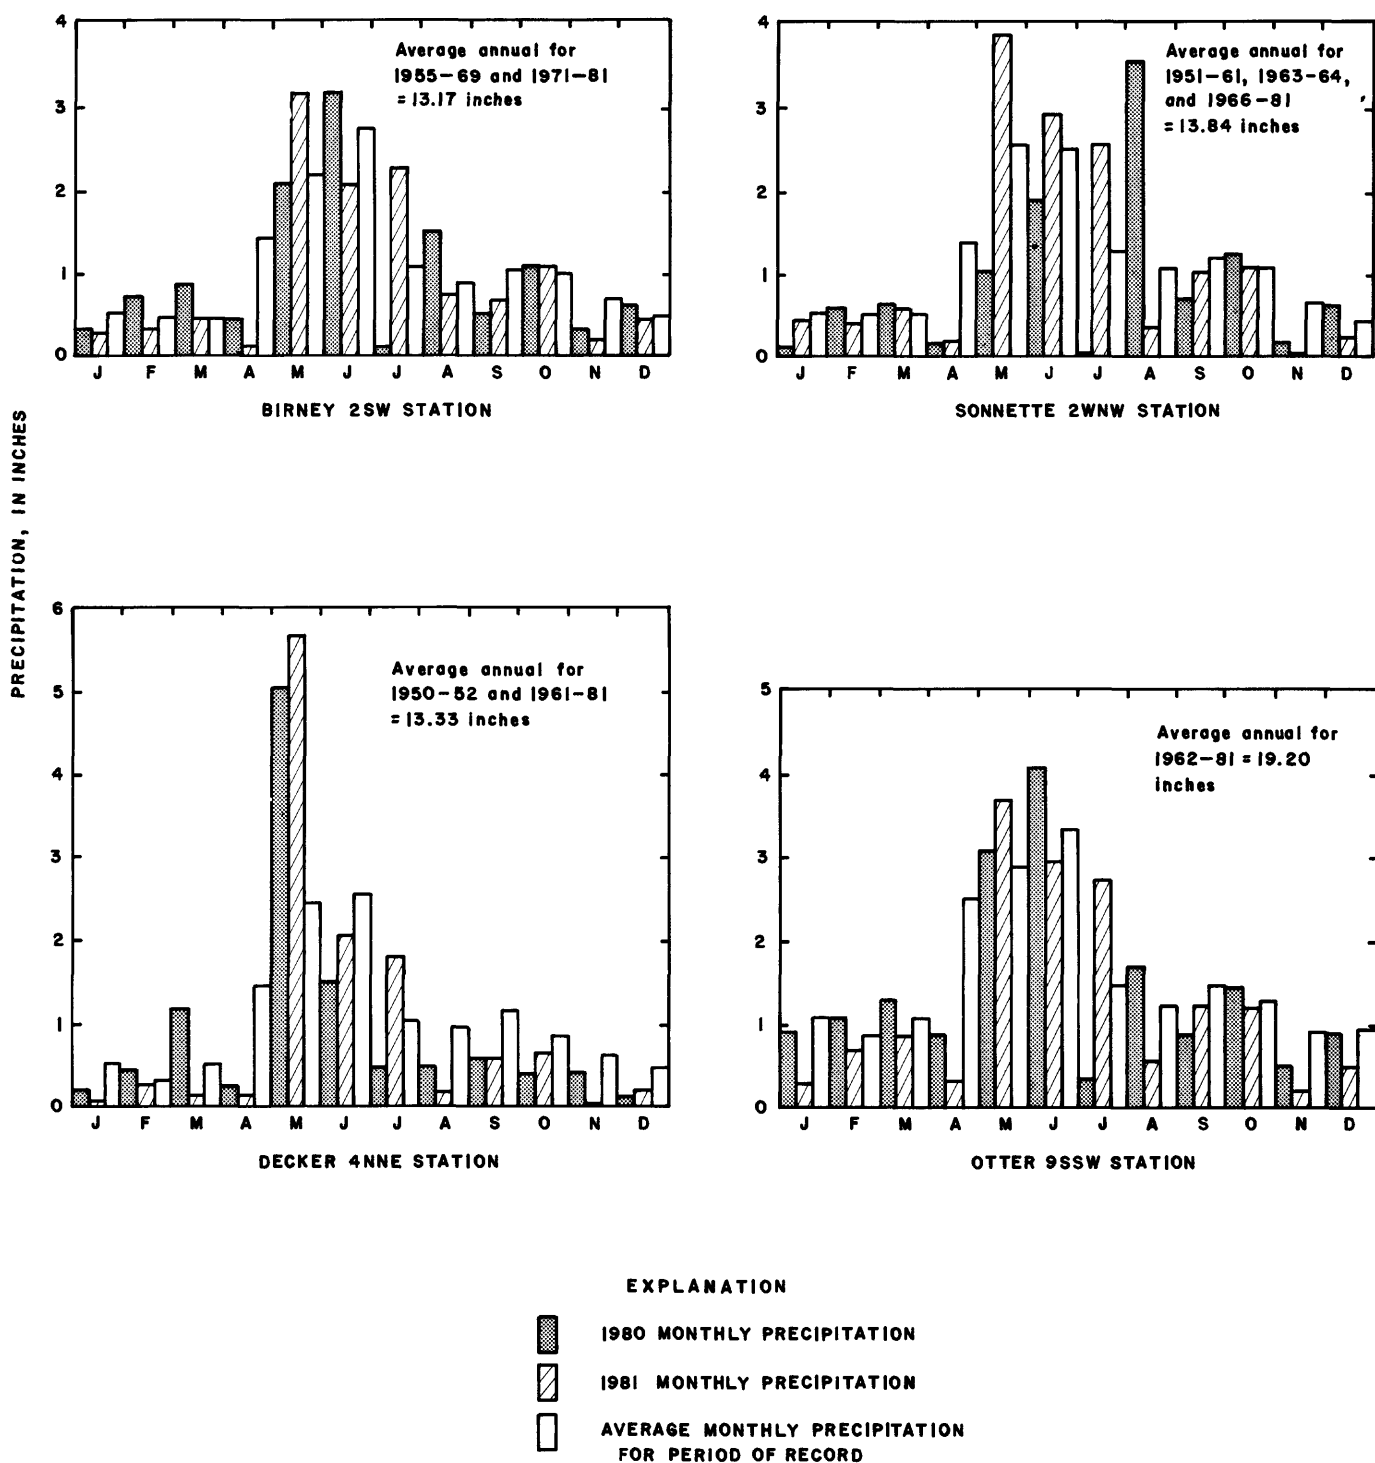 PRECIPITATION, IN INCHES
4
3
2
1
0
Average annual for
1955-69 and 1971-81
=13.17 inches
J F M A M J J A S O N D
BIRNEY 2SW STATION
4
3
2
1
0
Average annual for
1951-61, 1963-64,
and 1966-81
=13.84 inches
J F M A M J J A S O N D
SONNETTE 2WNW STATION
6
5
4
3
2
1
0
Average annual for
1950-52 and 1961-81
=13.33 inches
J F M A M J J A S O N D
DECKER 4NNE STATION
5
4
3
2
1
0
Average annual for
1962-81 = 19.20
inches
J F M A M J J A S O N D
OTTER 9SSW STATION
EXPLANATION
1980 MONTHLY PRECIPITATION
1981 MONTHLY PRECIPITATION
AVERAGE MONTHLY PRECIPITATION
FOR PERIOD OF RECORD